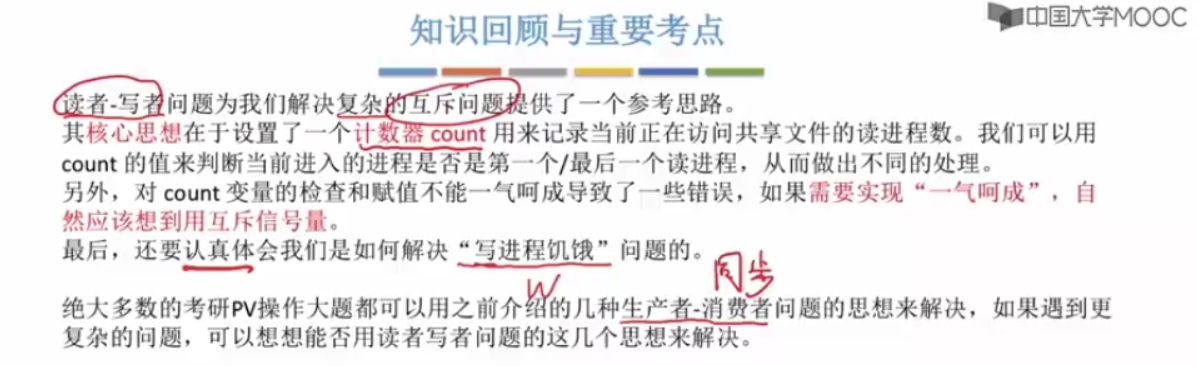 中国大学MOOC
知识回顾与重要考点
读者-写者问题为我们解决复杂的互斥问题提供了一个参考思路。
其核心思想在于设置了一个计数器 count 用来记录当前正在访问共享文件的读进程数。我们可以用
count 的值来判断当前进入的进程是否是第一个/最后一个读进程，从而做出不同的处理。
另外，对 count 变量的检查和赋值不能一气呵成导致了一些错误，如果需要实现“一气呵成”，自
然应该想到用互斥信号量。
最后，还要认真体会我们是如何解决“写进程饥饿”问题的。
W
同步
绝大多数的考研PV操作大题都可以用之前介绍的几种生产者-消费者问题的思想来解决，如果遇到更
复杂的问题，可以想想能否用读者写者问题的这几个思想来解决。